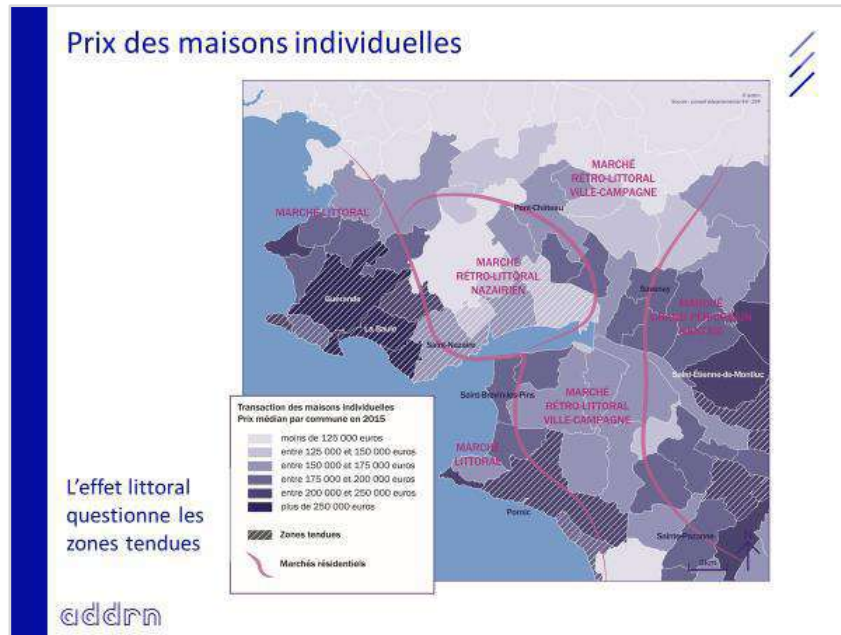 Prix des maisons individuelles
MARCHÉ
RÉTRO-LITTORAL
VILLE-CAMPAGNE
MARCHÉ LITTORAL
Pont-Château
MARCHÉ
RÉTRO-LITTORAL
NAZAIRIEN
Savenay
MARCHÉ
Guérande
La Baule
Saint-Nazaire
Saint-Étienne-de-Montluc
Saint-Brevin-les-Pins
MARCHÉ
RÉTRO-LITTORAL
VILLE-CAMPAGNE
MARCHÉ
LITTORAL
Pornic
Sainte-Pazanne
Transaction des maisons individuelles
Prix médian par commune en 2015
moins de 125 000 euros
entre 125 000 et 150 000 euros
entre 150 000 et 175 000 euros
entre 175 000 et 200 000 euros
entre 200 000 et 250 000 euros
plus de 250 000 euros
Zones tendues
Marchés résidentiels
L'effet littoral
questionne les
zones tendues
addrn